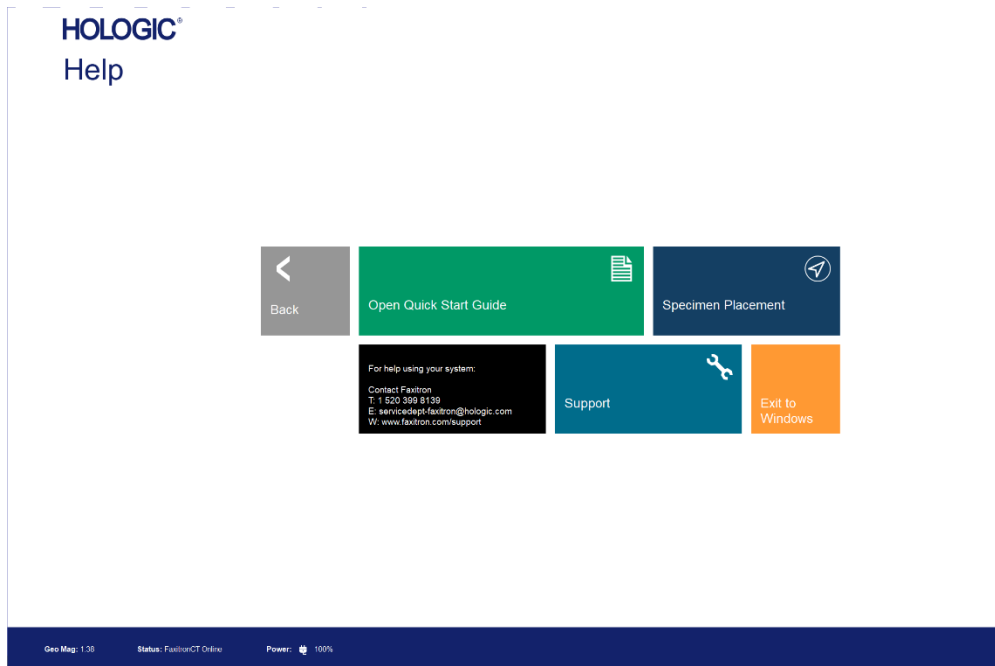 HOLOGIC®
Help
Back
Open Quick Start Guide
Specimen Placement
For help using your system:
Contact Faxitron
T: 1 520 399 8139
E: servicedept-faxitron@hologic.com
W: www.faxitron.com/support
Support
Exit to
Windows
Geo Mag: 1.38 Status: FaxitronCT Online Power: 100%